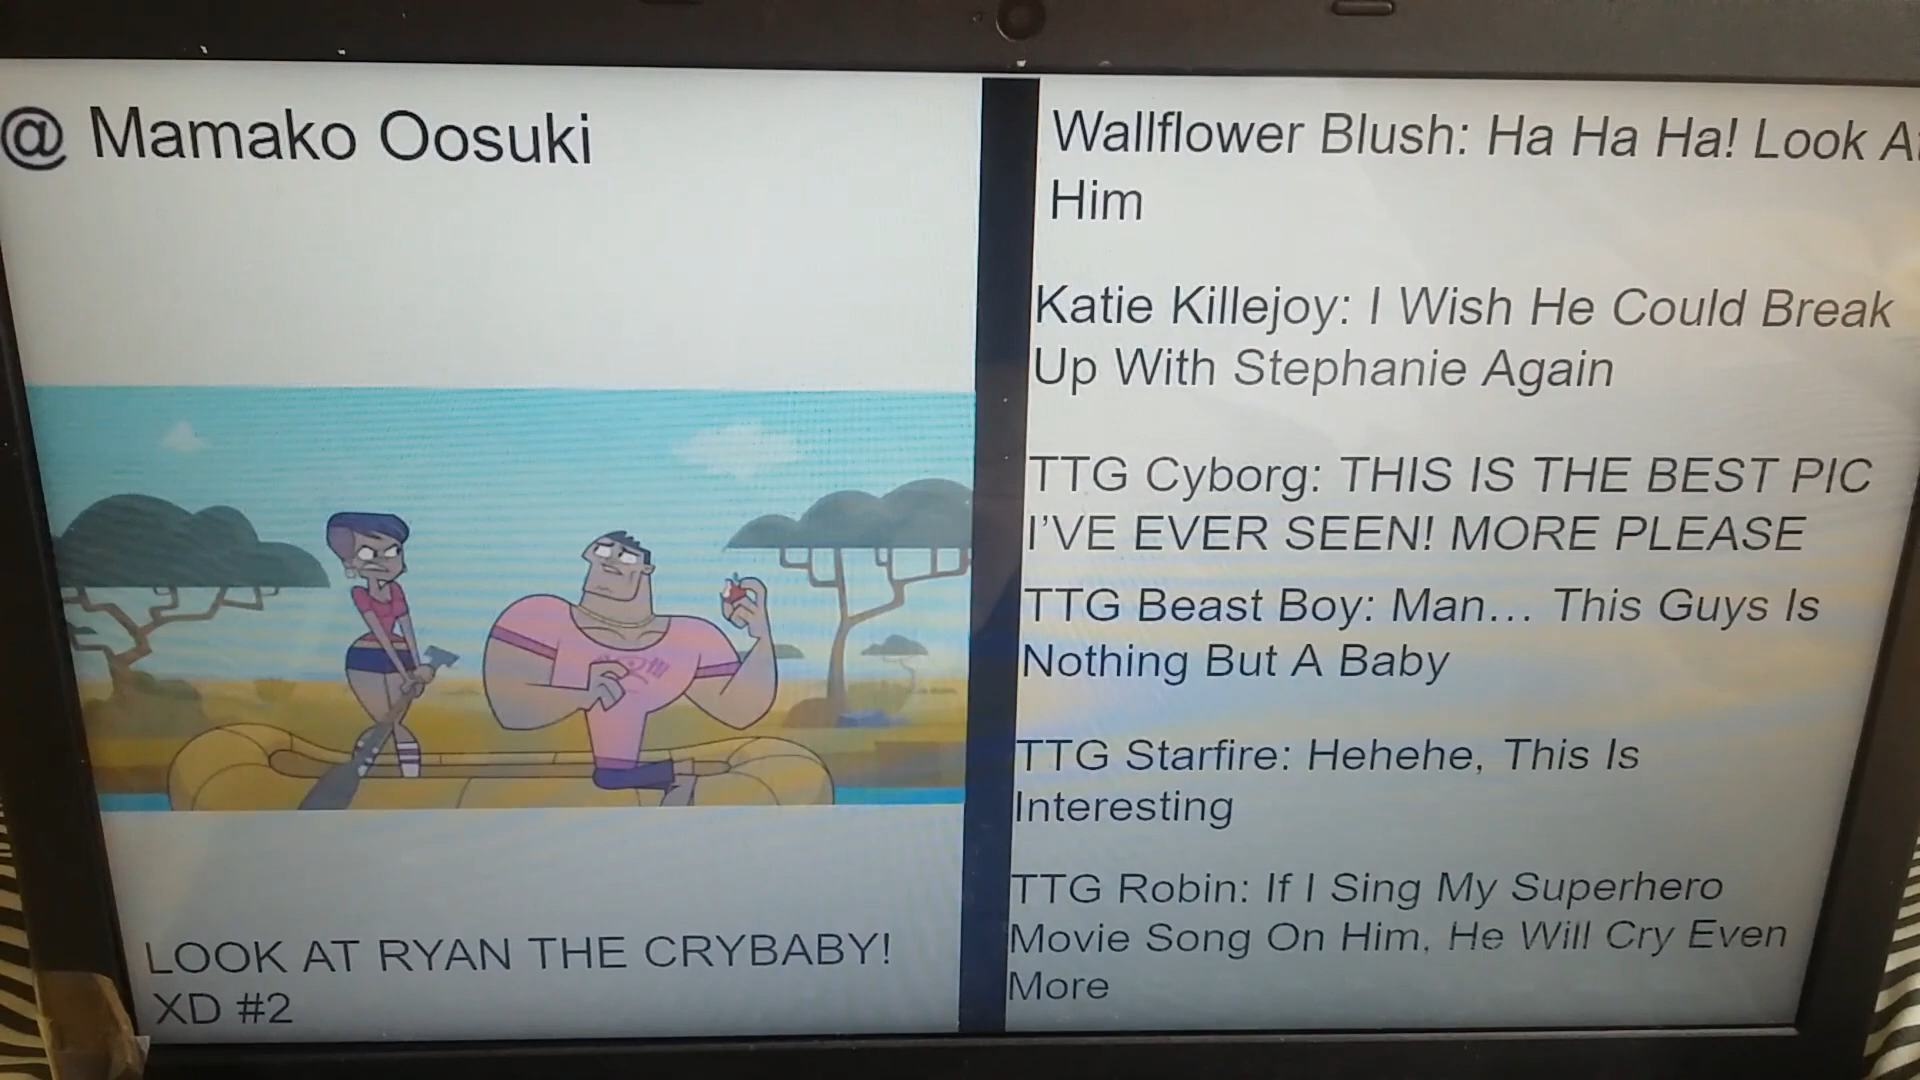 @ Mamako Oosuki
LOOK AT RYAN THE CRYBABY!
XD #2
Wallflower Blush: Ha Ha Ha! Look
Him
Katie Killejoy: I Wish He Could Break
Up With Stephanie Again
TTG Cyborg: THIS IS THE BEST PIC
I'VE EVER SEEN! MORE PLEASE
TTG Beast Boy: Man... This Guys Is
Nothing But A Baby
TTG Starfire: Hehehe, This Is
Interesting
TTG Robin: If I Sing My Superhero
Movie Song On Him, He Will Cry Even
More